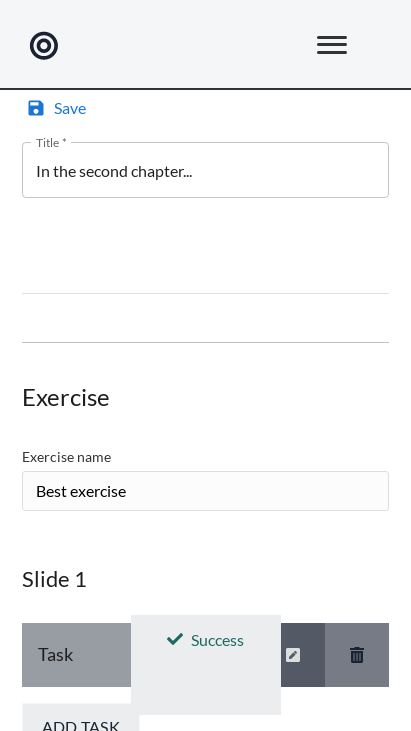 Save
Title *
In the second chapter...
Exercise
Exercise name
Best exercise
Slide 1
Task
Success
ADD TASK